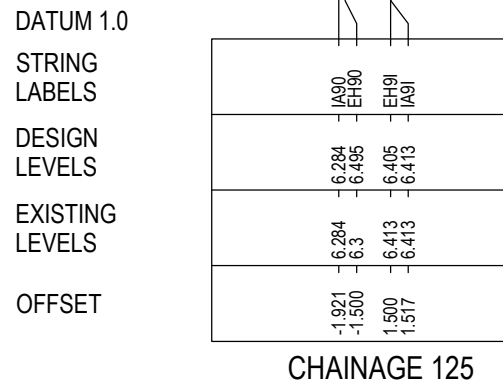 DATUM 1.0
STRING
LABELS
IA90
EH90
EH9I
IA9I
DESIGN
LEVELS
6.284
6.495
6.405
6.413
EXISTING
LEVELS
6.284
6.3
6.413
6.413
OFFSET
-1.921
-1.500
1.500
1.517
CHAINAGE 125